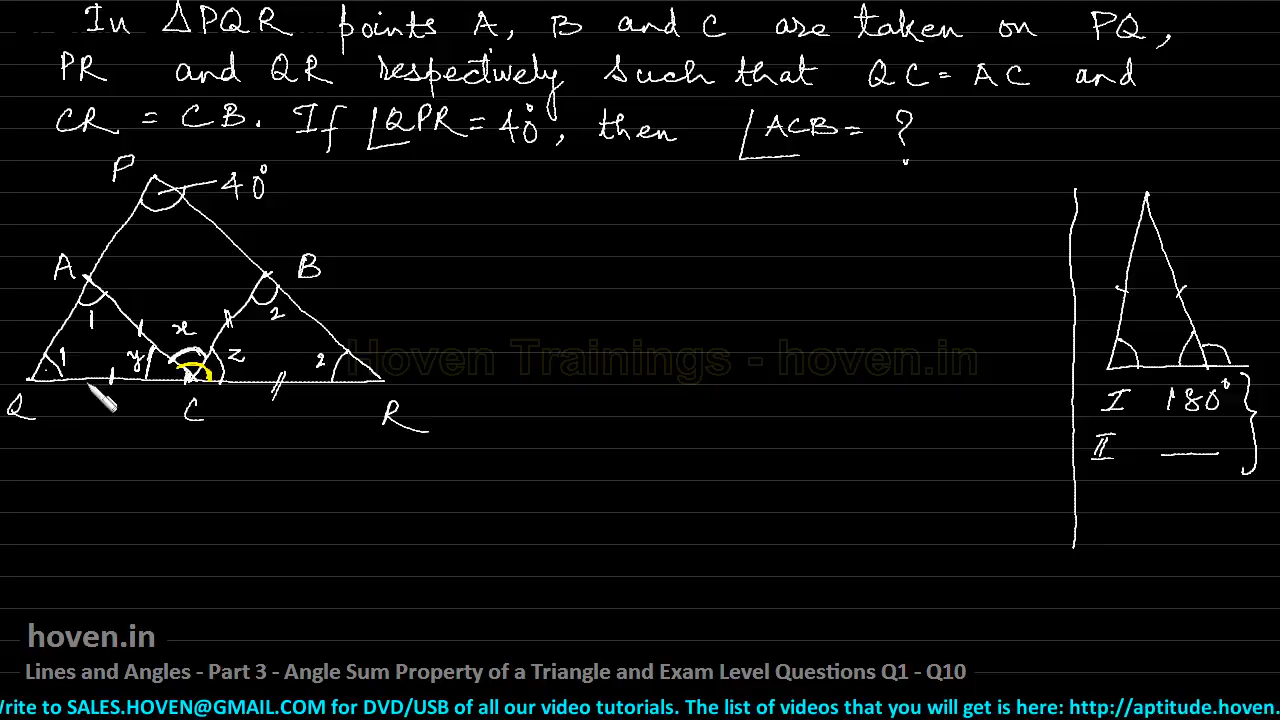 In △PQR points A, B and C are taken on PQ,
PR and QR respectively such that QC = AC and
CR = CB. If ∠QPR = 40°, then ∠ACB = ?
P
40°
A
B
1
2
x
y
z
1
2
Q
C
R
I 180°
II
Hoven Trainings - hoven.in
hoven.in
Lines and Angles - Part 3 - Angle Sum Property of a Triangle and Exam Level Questions Q1 - Q10
Write to SALES.HOVEN@GMAIL.COM for DVD/USB of all our video tutorials. The list of videos that you will get is here: http://aptitude.hoven.